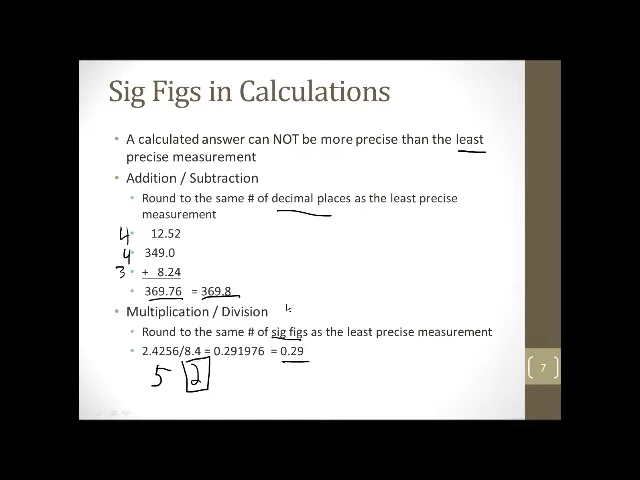 Sig Figs in Calculations
• A calculated answer can NOT be more precise than the least
precise measurement
• Addition / Subtraction
• Round to the same # of decimal places as the least precise
measurement
4 • 12.52
4 • 349.0
3 • + 8.24
• 369.76 = 369.8
• Multiplication / Division
• Round to the same # of sig figs as the least precise measurement
• 2.4256/8.4 = 0.291976 = 0.29
5 2
7